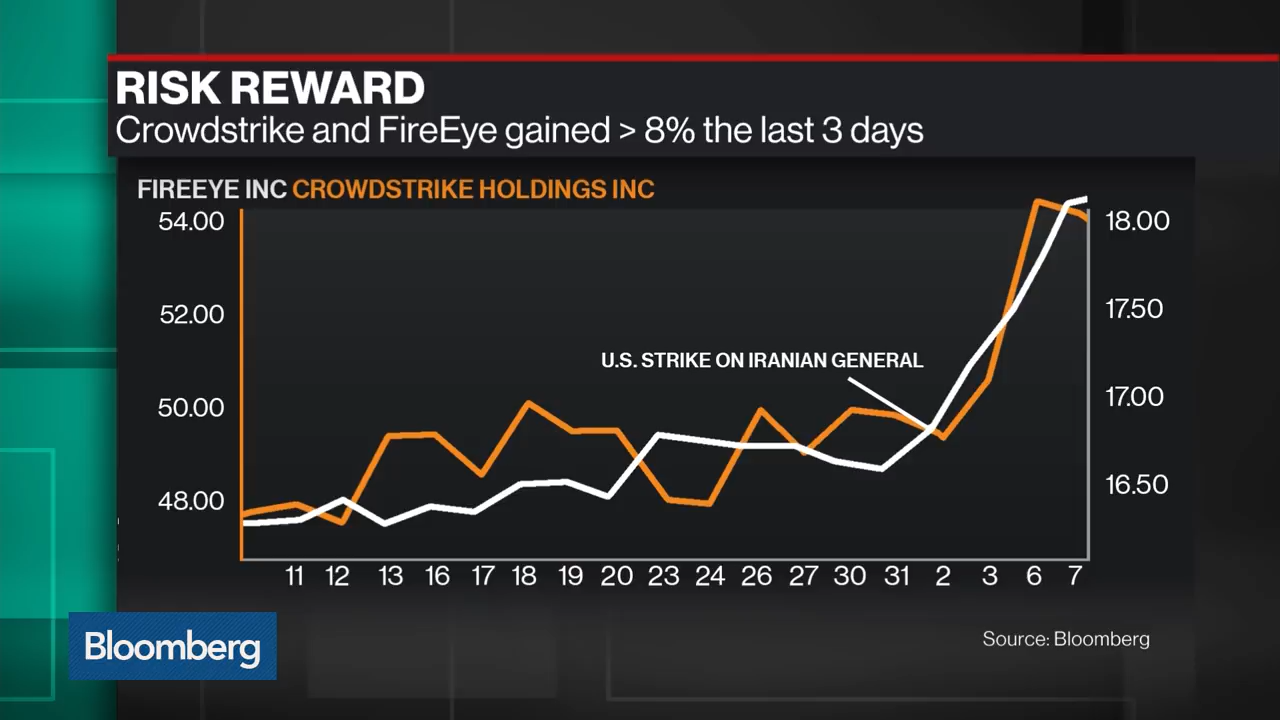 RISK REWARD
Crowdstrike and FireEye gained > 8% the last 3 days
FIREEYE INC CROWDSTRIKE HOLDINGS INC
54.00
18.00
52.00
17.50
U.S. STRIKE ON IRANIAN GENERAL
50.00
17.00
48.00
16.50
11 12 13 16 17 18 19 20 23 24 26 27 30 31 2 3 6 7
Bloomberg
Source: Bloomberg